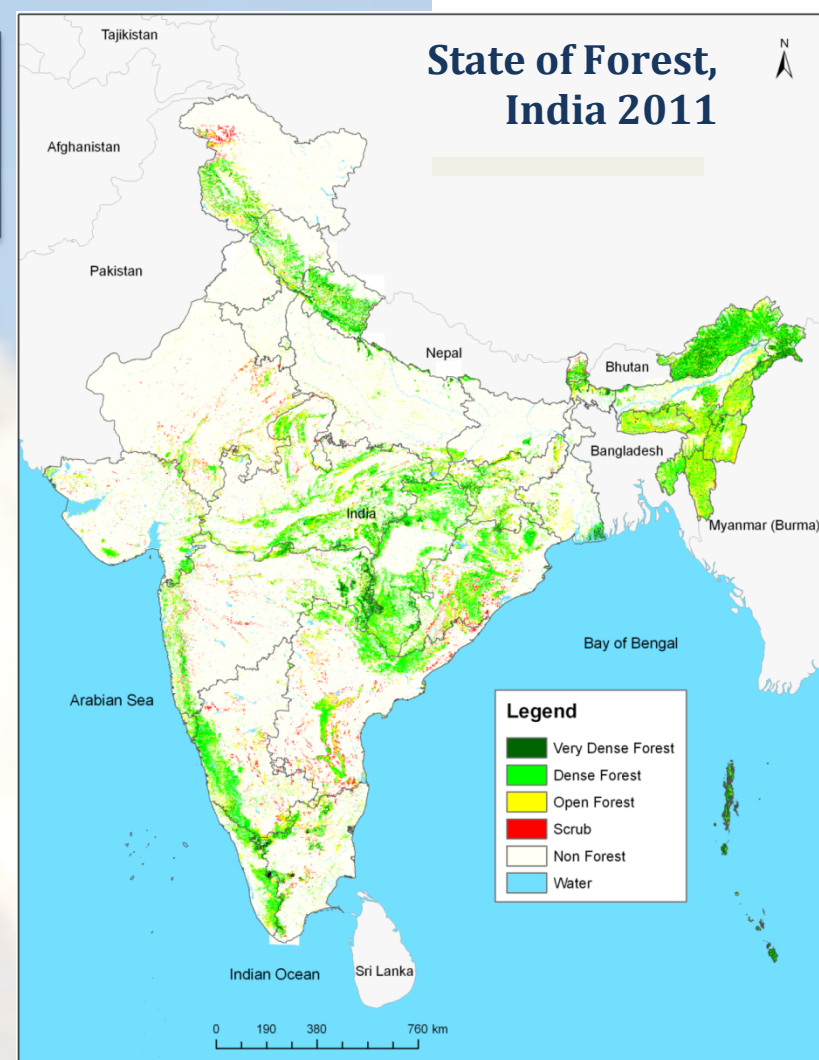 State of Forest,
India 2011
N
Tajikistan
Afghanistan
Pakistan
Nepal
Bhutan
Bangladesh
India
Myanmar (Burma)
Bay of Bengal
Arabian Sea
Legend
Very Dense Forest
Dense Forest
Open Forest
Scrub
Non Forest
Water
Indian Ocean
Sri Lanka
0 190 380 760 km